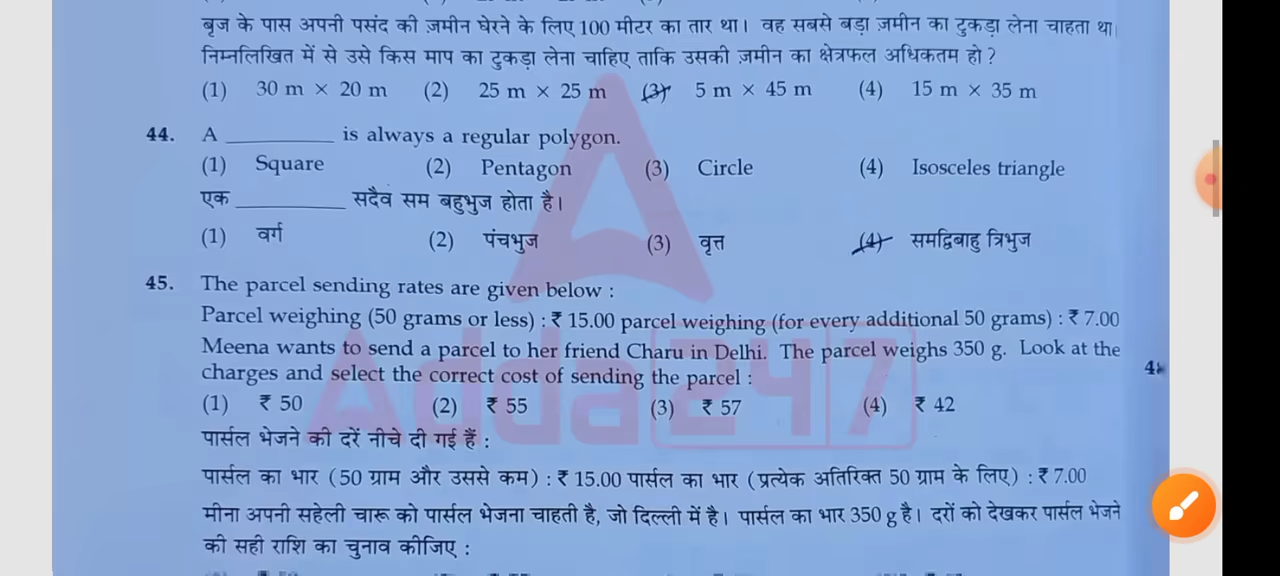 बृज के पास अपनी पसंद की ज़मीन घेरने के लिए 100 मीटर का तार था। वह सबसे बड़ा ज़मीन का टुकड़ा लेना चाहता था।
निम्नलिखित में से उसे किस माप का टुकड़ा लेना चाहिए ताकि उसकी ज़मीन का क्षेत्रफल अधिकतम हो ?
(1) 30 m × 20 m (2) 25 m × 25 m (3) 5 m × 45 m (4) 15 m × 35 m
44. A __________ is always a regular polygon.
(1) Square (2) Pentagon (3) Circle (4) Isosceles triangle
एक __________ सदैव सम बहुभुज होता है।
(1) वर्ग (2) पंचभुज (3) वृत्त (4) समद्विबाहु त्रिभुज
45. The parcel sending rates are given below :
Parcel weighing (50 grams or less) : ₹ 15.00 parcel weighing (for every additional 50 grams) : ₹ 7.00
Meena wants to send a parcel to her friend Charu in Delhi. The parcel weighs 350 g. Look at the
charges and select the correct cost of sending the parcel :
(1) ₹ 50 (2) ₹ 55 (3) ₹ 57 (4) ₹ 42
पार्सल भेजने की दरें नीचे दी गई हैं :
पार्सल का भार (50 ग्राम और उससे कम) : ₹ 15.00 पार्सल का भार (प्रत्येक अतिरिक्त 50 ग्राम के लिए) : ₹ 7.00
मीना अपनी सहेली चारू को पार्सल भेजना चाहती है, जो दिल्ली में है। पार्सल का भार 350 g है। दरों को देखकर पार्सल भेजने
की सही राशि का चुनाव कीजिए :
Adda247